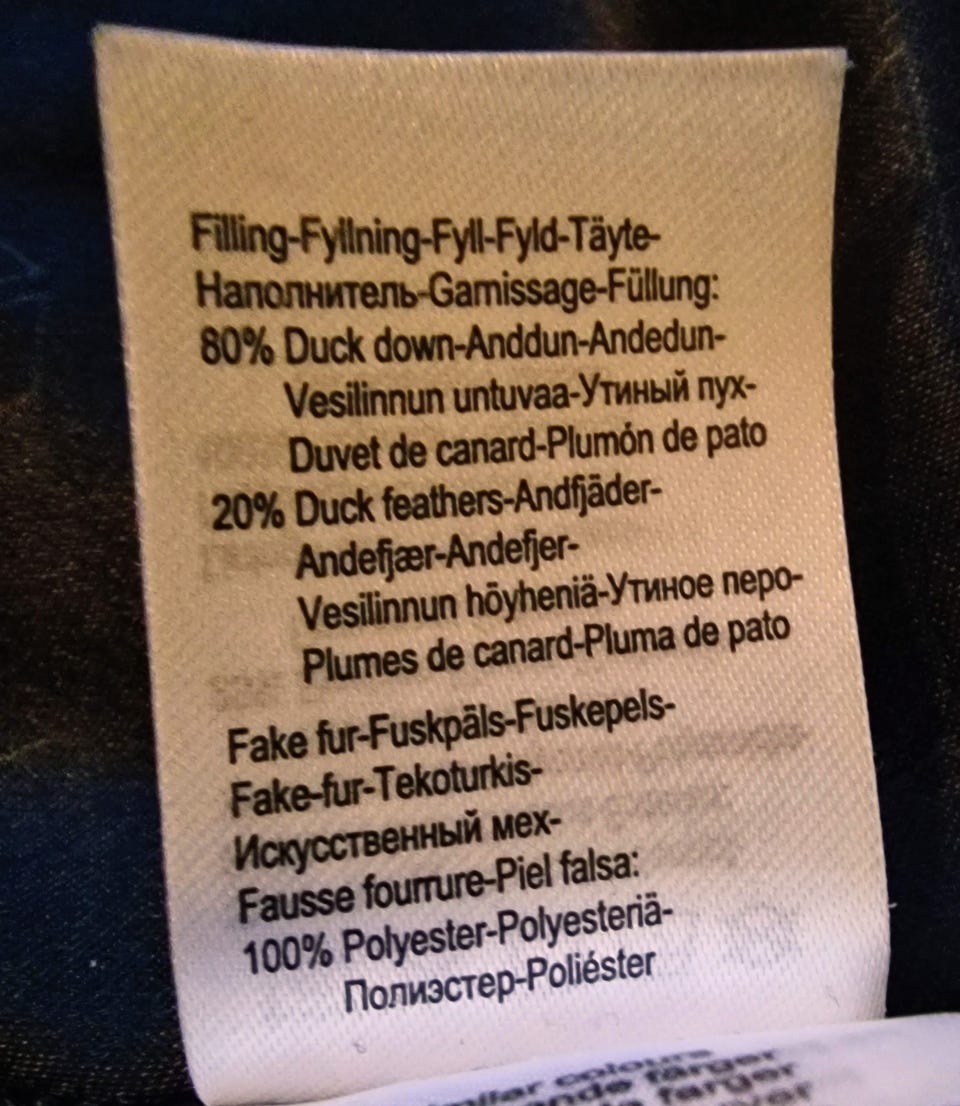 Filling-Fyllning-Fyll-Fyld-Täyte-
Наполнитель-Garnissage-Füllung:
80% Duck down-Anddun-Andedun-
Vesilinnun untuvaa-Утиный пух-
Duvet de canard-Plumón de pato
20% Duck feathers-Andfjäder-
Andefjær-Andefjer-
Vesilinnun höyheniä-Утиное перо-
Plumes de canard-Pluma de pato
Fake fur-Fuskpäls-Fuskepels-
Fake-fur-Tekoturkis-
Искусственный мех-
Fausse fourrure-Piel falsa:
100% Polyester-Polyesteriä-
Полиэстер-Poliéster
colours
färger